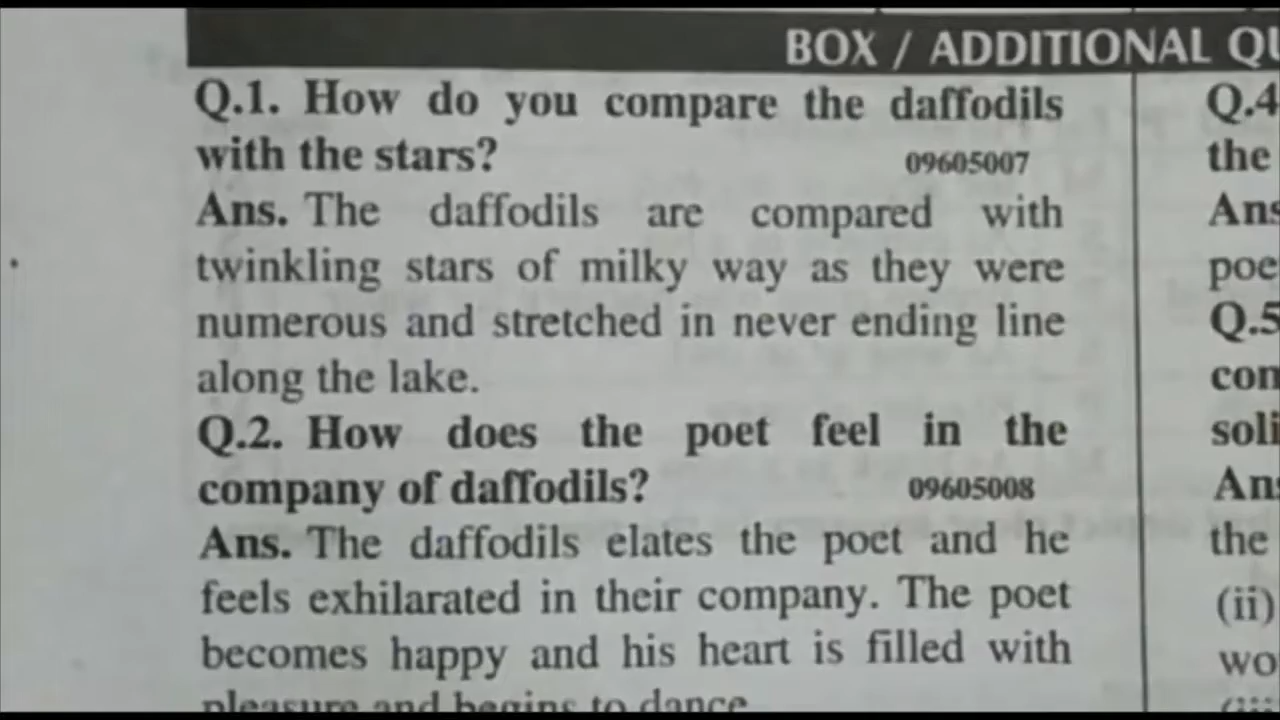 BOX / ADDITIONAL QU
Q.1. How do you compare the daffodils
with the stars? 09605007
Ans. The daffodils are compared with
twinkling stars of milky way as they were
numerous and stretched in never ending line
along the lake.
Q.2. How does the poet feel in the
company of daffodils? 09605008
Ans. The daffodils elates the poet and he
feels exhilarated in their company. The poet
becomes happy and his heart is filled with
pleasure and begins to dance.
Q.4
the
Ans
poe
Q.5
con
soli
Ans
the
(ii)
wo